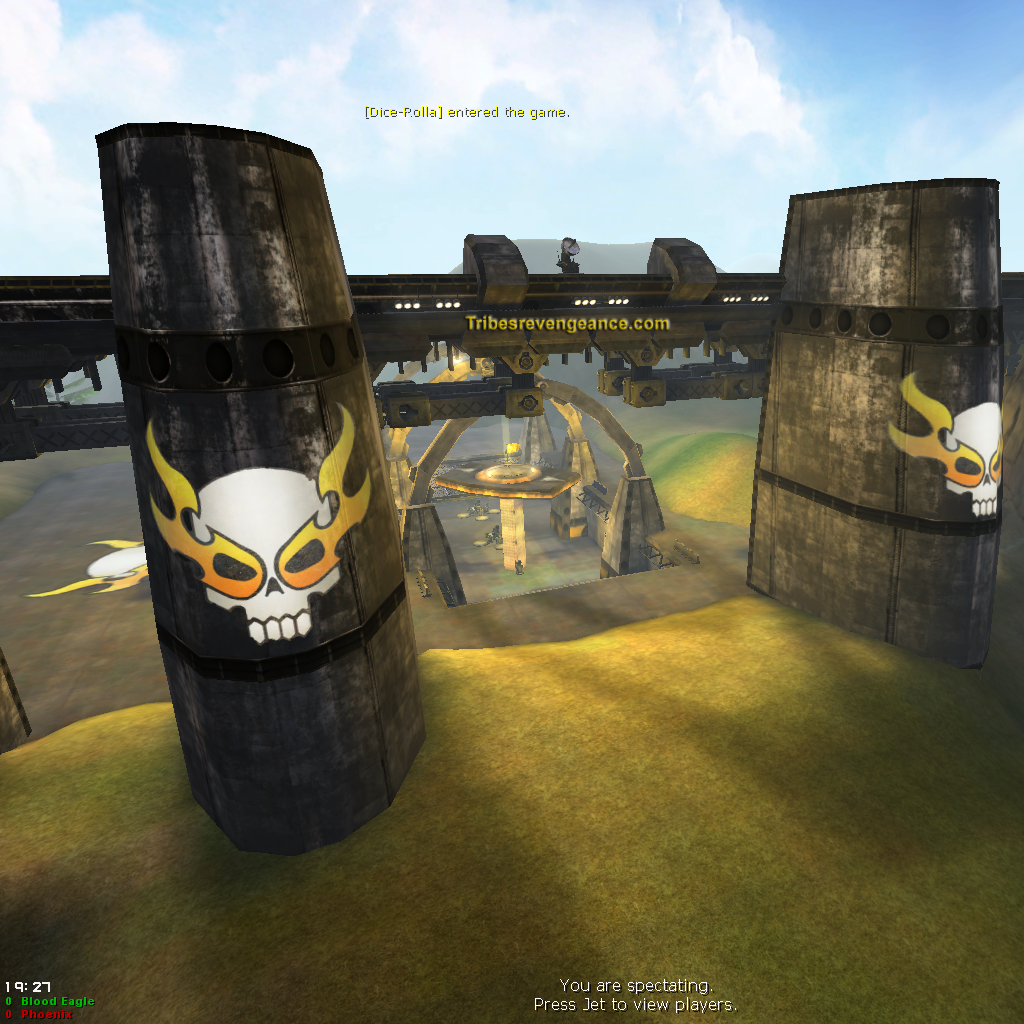 [Dice-Rolla] entered the game.
Tribesrevengeance.com
19:27
0 Blood Eagle
0 Phoenix
You are spectating.
Press Jet to view players.